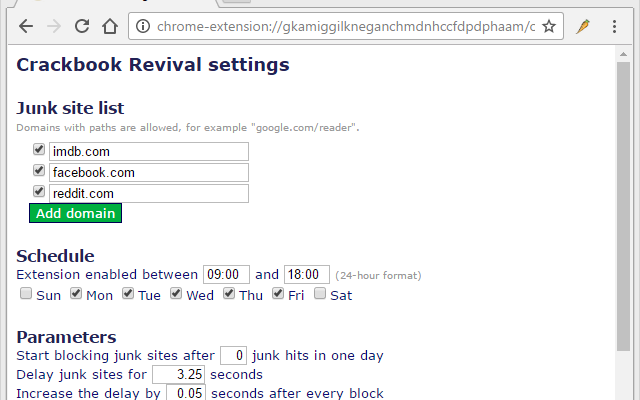 chrome-extension://gkamiggilkneganchmdnhccfdpdphaam/c
Crackbook Revival settings
Junk site list
Domains with paths are allowed, for example "google.com/reader".
imdb.com
facebook.com
reddit.com
Add domain
Schedule
Extension enabled between 09:00 and 18:00 (24-hour format)
Sun Mon Tue Wed Thu Fri Sat
Parameters
Start blocking junk sites after 0 junk hits in one day
Delay junk sites for 3.25 seconds
Increase the delay by 0.05 seconds after every block